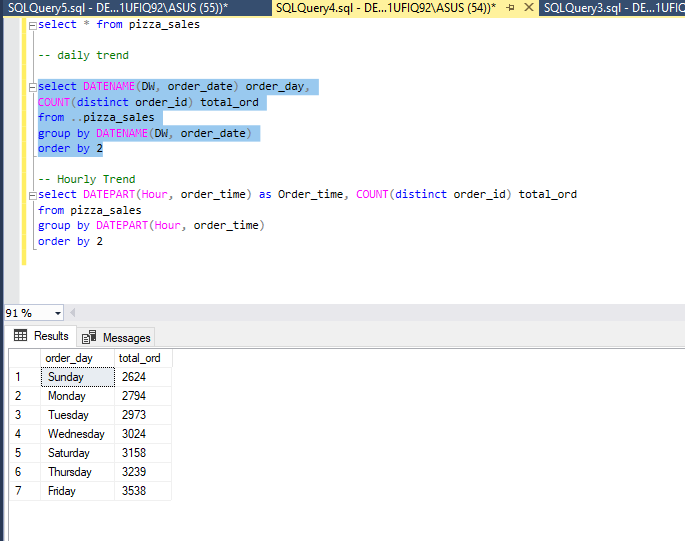 SQLQuery5.sql - DE...1UFIQ92\ASUS (55))* SQLQuery4.sql - DE...1UFIQ92\ASUS (54))* SQLQuery3.sql - DE...1UFIQ92\
select * from pizza_sales
-- daily trend
select DATENAME(DW, order_date) order_day,
COUNT(distinct order_id) total_ord
from ..pizza_sales
group by DATENAME(DW, order_date)
order by 2
-- Hourly Trend
select DATEPART(Hour, order_time) as Order_time, COUNT(distinct order_id) total_ord
from pizza_sales
group by DATEPART(Hour, order_time)
order by 2
91 %
Results Messages
order_day total_ord
1 Sunday 2624
2 Monday 2794
3 Tuesday 2973
4 Wednesday 3024
5 Saturday 3158
6 Thursday 3239
7 Friday 3538